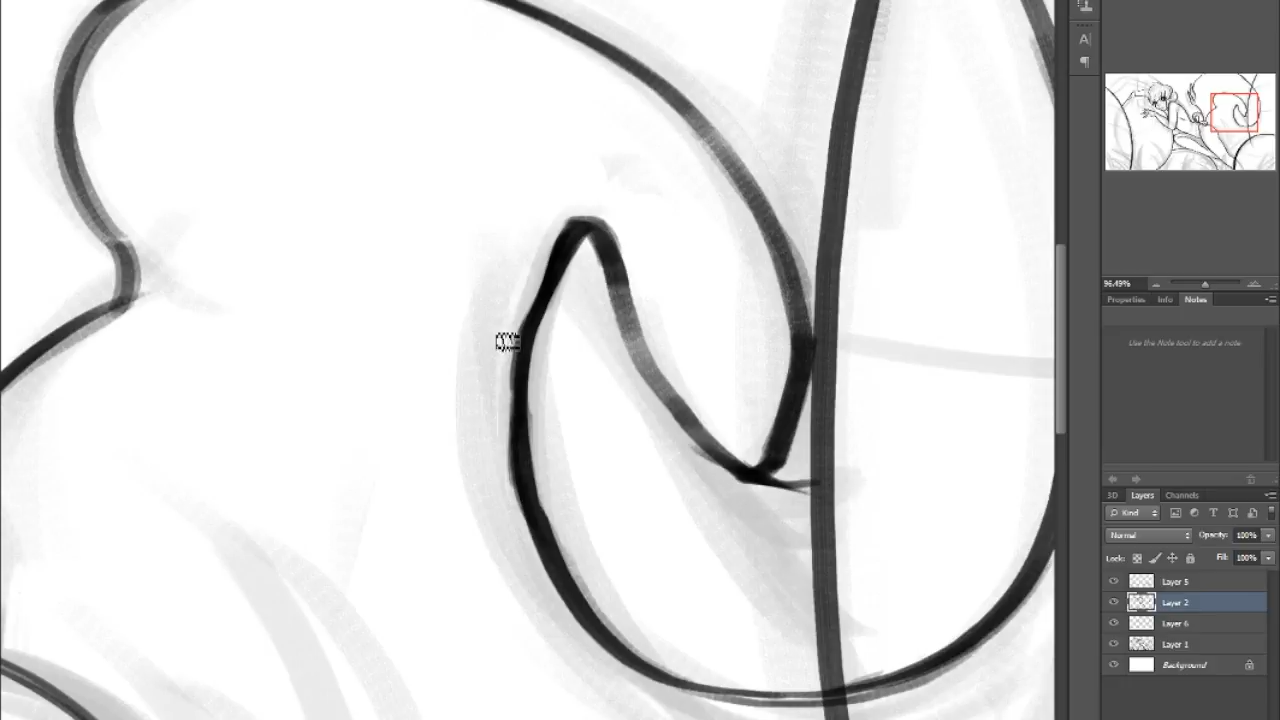 A
¶
96.49%
Properties
Info
Notes
Use the Note tool to add a note.
3D
Layers
Channels
Kind
T
Normal
Opacity:
100%
Lock:
Fill:
100%
Layer 5
Layer 2
Layer 6
Layer 1
Background